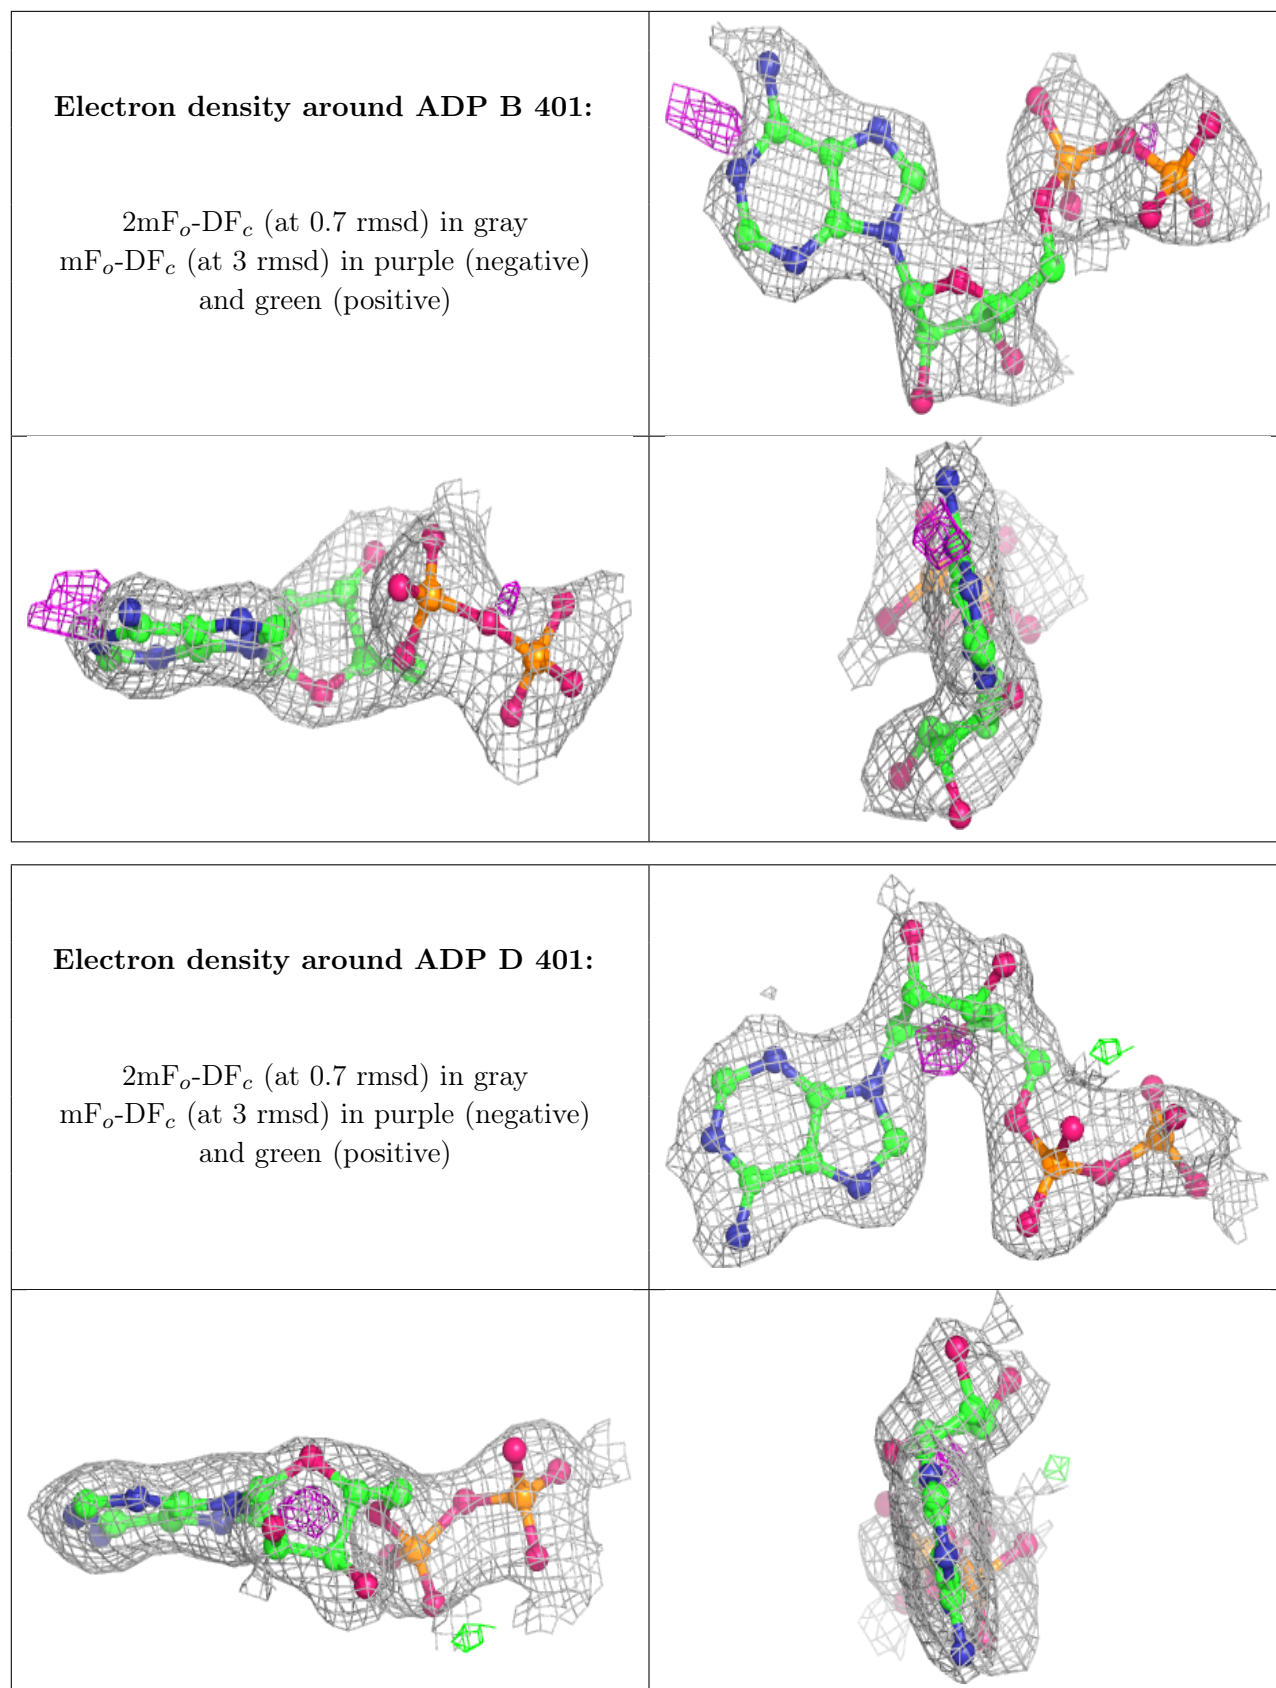 Electron density around ADP B 401:
2mFo-DFc (at 0.7 rmsd) in gray
mFo-DFc (at 3 rmsd) in purple (negative)
and green (positive)
Electron density around ADP D 401:
2mFo-DFc (at 0.7 rmsd) in gray
mFo-DFc (at 3 rmsd) in purple (negative)
and green (positive)